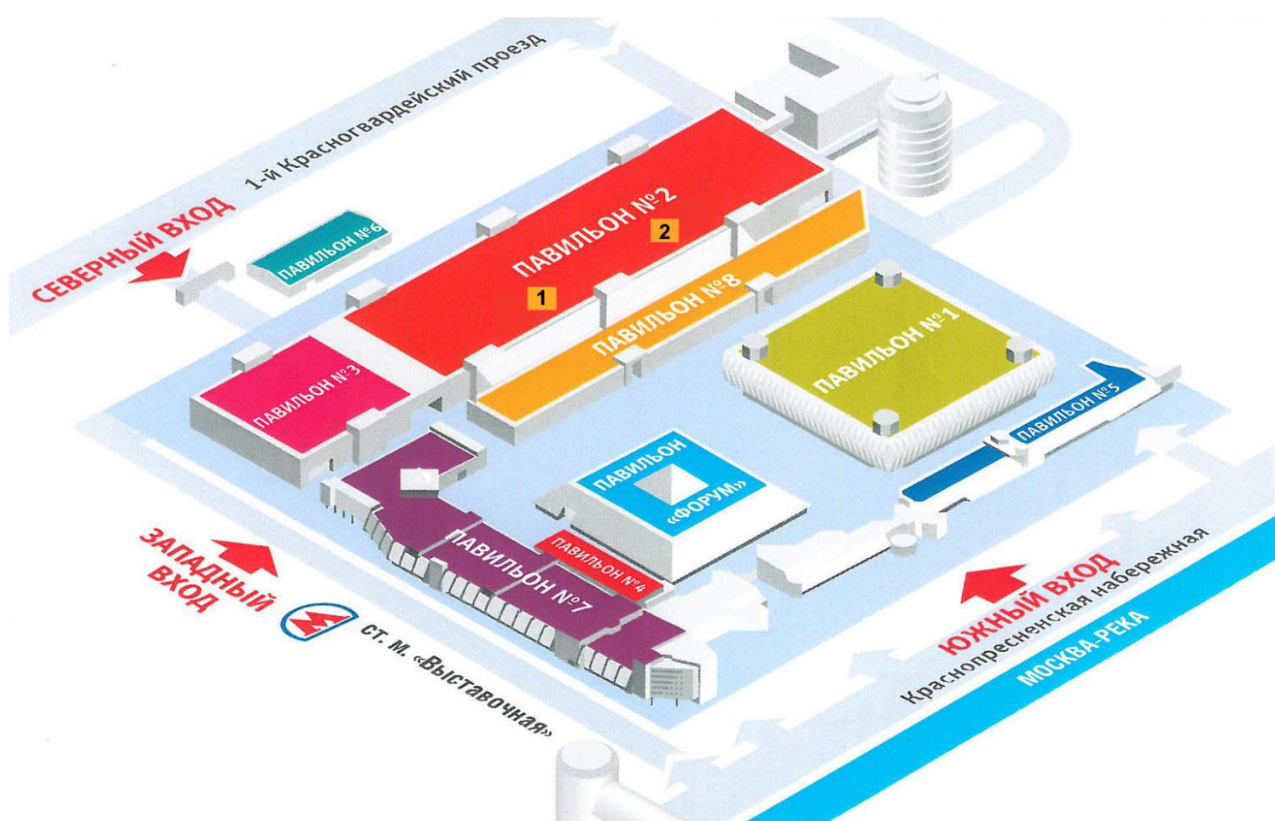 1-й Красногвардейский проезд
СЕВЕРНЫЙ ВХОД
ПАВИЛЬОН №6
ПАВИЛЬОН №2
2
1
ПАВИЛЬОН №8
ПАВИЛЬОН №3
ПАВИЛЬОН №1
ПАВИЛЬОН №5
ПАВИЛЬОН
«ФОРУМ»
ПАВИЛЬОН №4
ПАВИЛЬОН №7
ЗАПАДНЫЙ
ВХОД
М
ст. м. «Выставочная»
ЮЖНЫЙ ВХОД
Краснопресненская набережная
МОСКВА-РЕКА